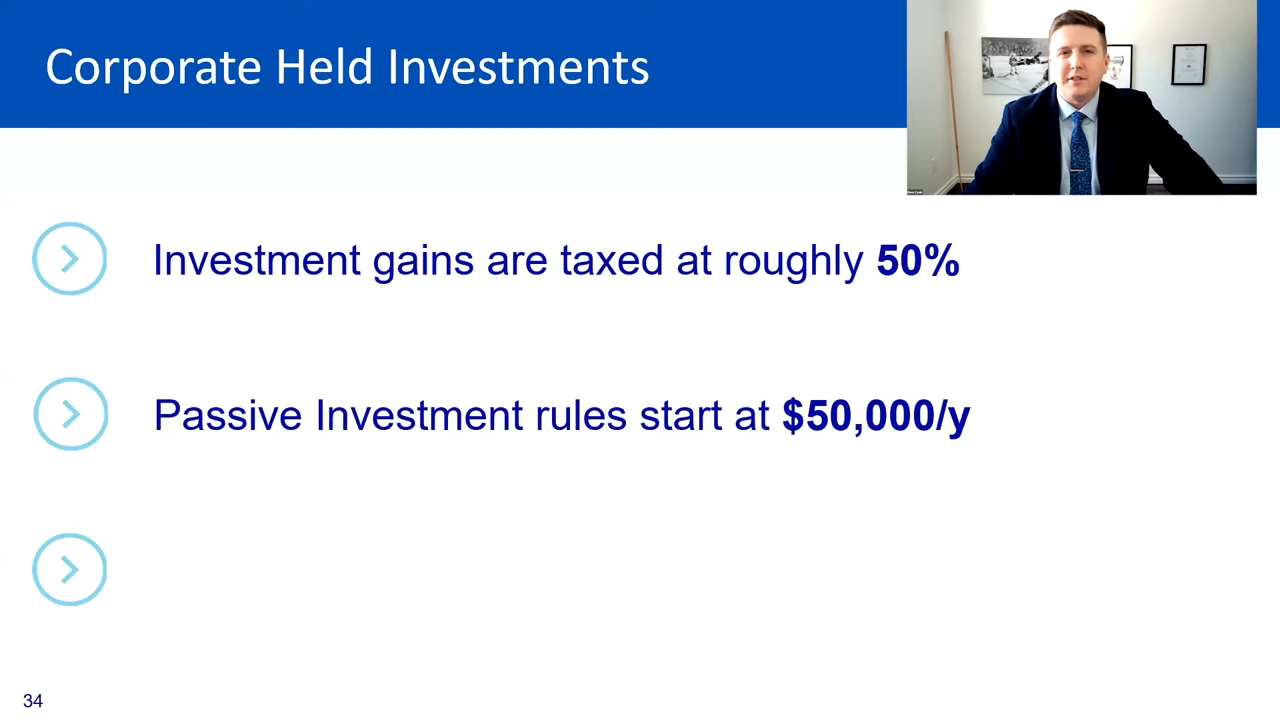 Corporate Held Investments
Investment gains are taxed at roughly 50%
Passive Investment rules start at $50,000/y
34